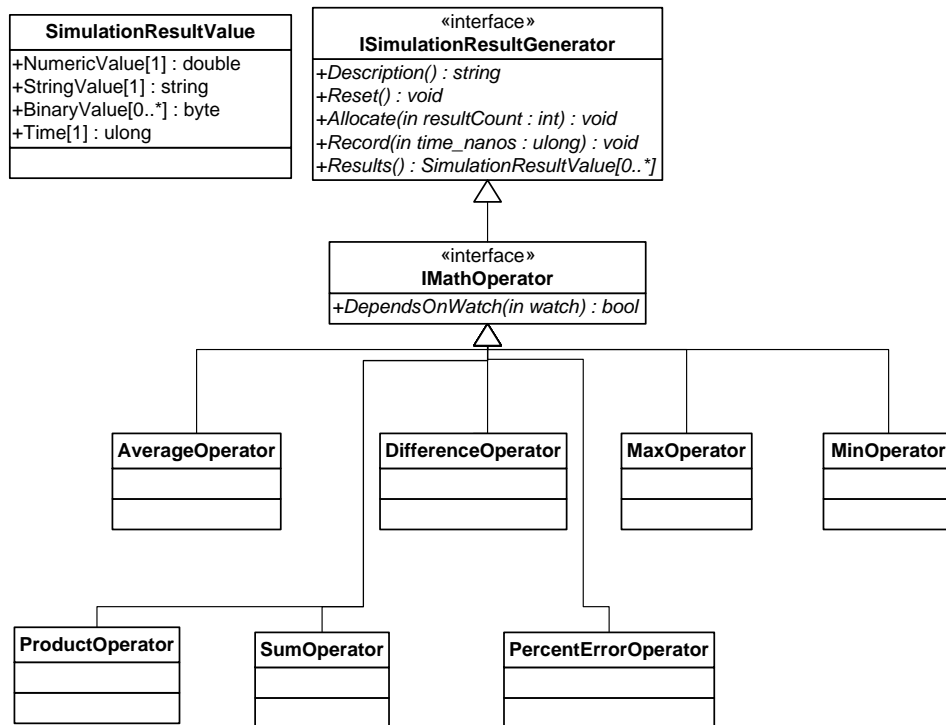 SimulationResultValue
+NumericValue[1] : double
+StringValue[1] : string
+BinaryValue[0..*] : byte
+Time[1] : ulong
«interface»
ISimulationResultGenerator
+Description() : string
+Reset() : void
+Allocate(in resultCount : int) : void
+Record(in time_nanos : ulong) : void
+Results() : SimulationResultValue[0..*]
«interface»
IMathOperator
+DependsOnWatch(in watch) : bool
AverageOperator
DifferenceOperator
MaxOperator
MinOperator
ProductOperator
SumOperator
PercentErrorOperator